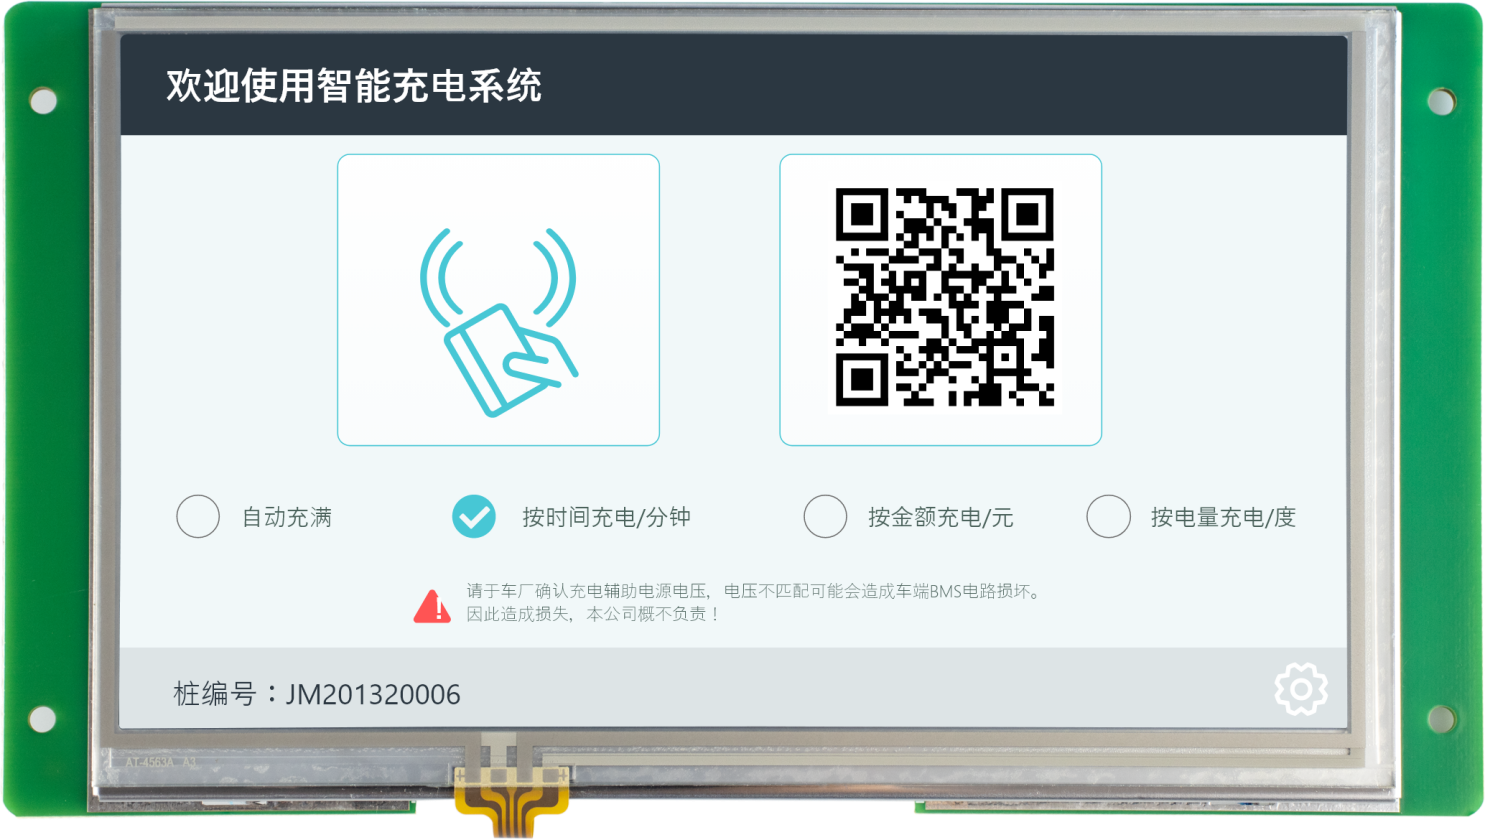 欢迎使用智能充电系统
自动充满
按时间充电/分钟
按金额充电/元
按电量充电/度
请于车厂确认充电辅助电源电压，电压不匹配可能会造成车端BMS电路损坏。
因此造成损失，本公司概不负责！
桩编号：JM201320006
AT-4563A A3